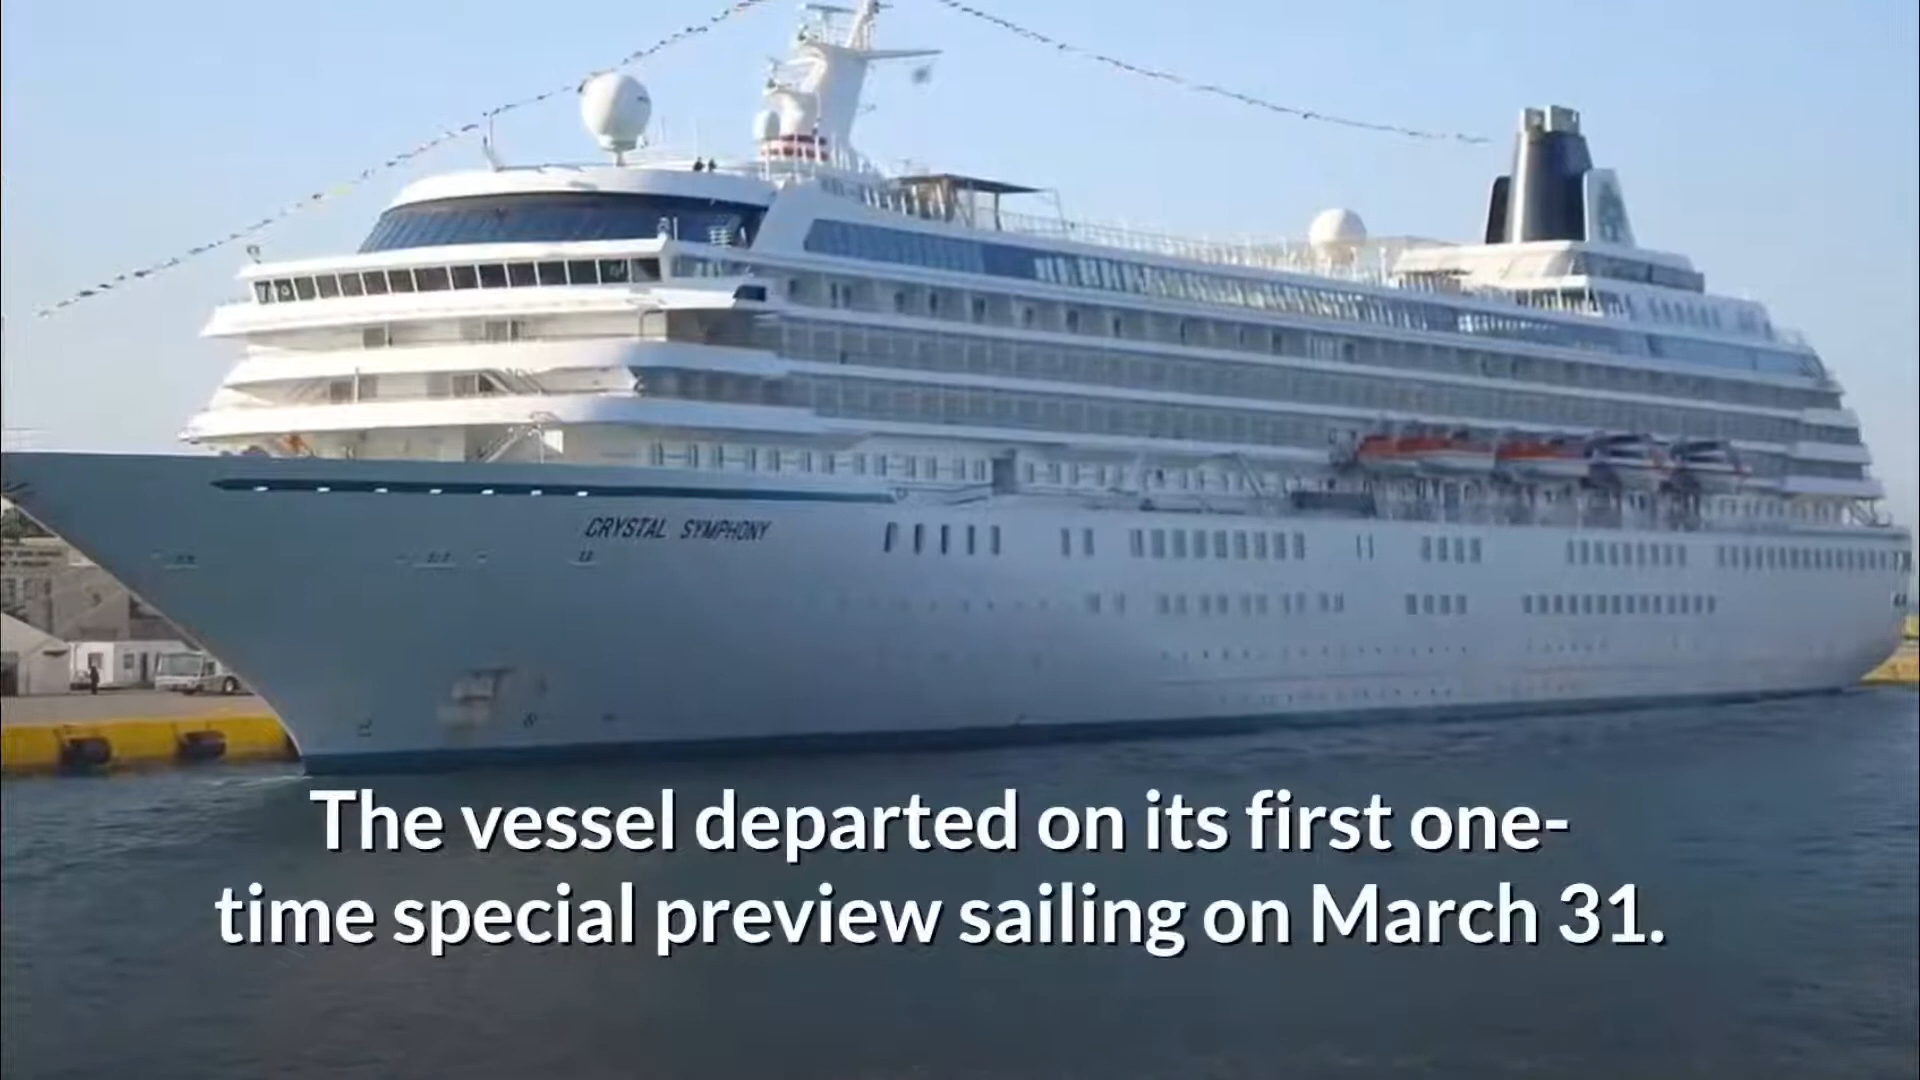 CRYSTAL SYMPHONY
The vessel departed on its first one-
time special preview sailing on March 31.